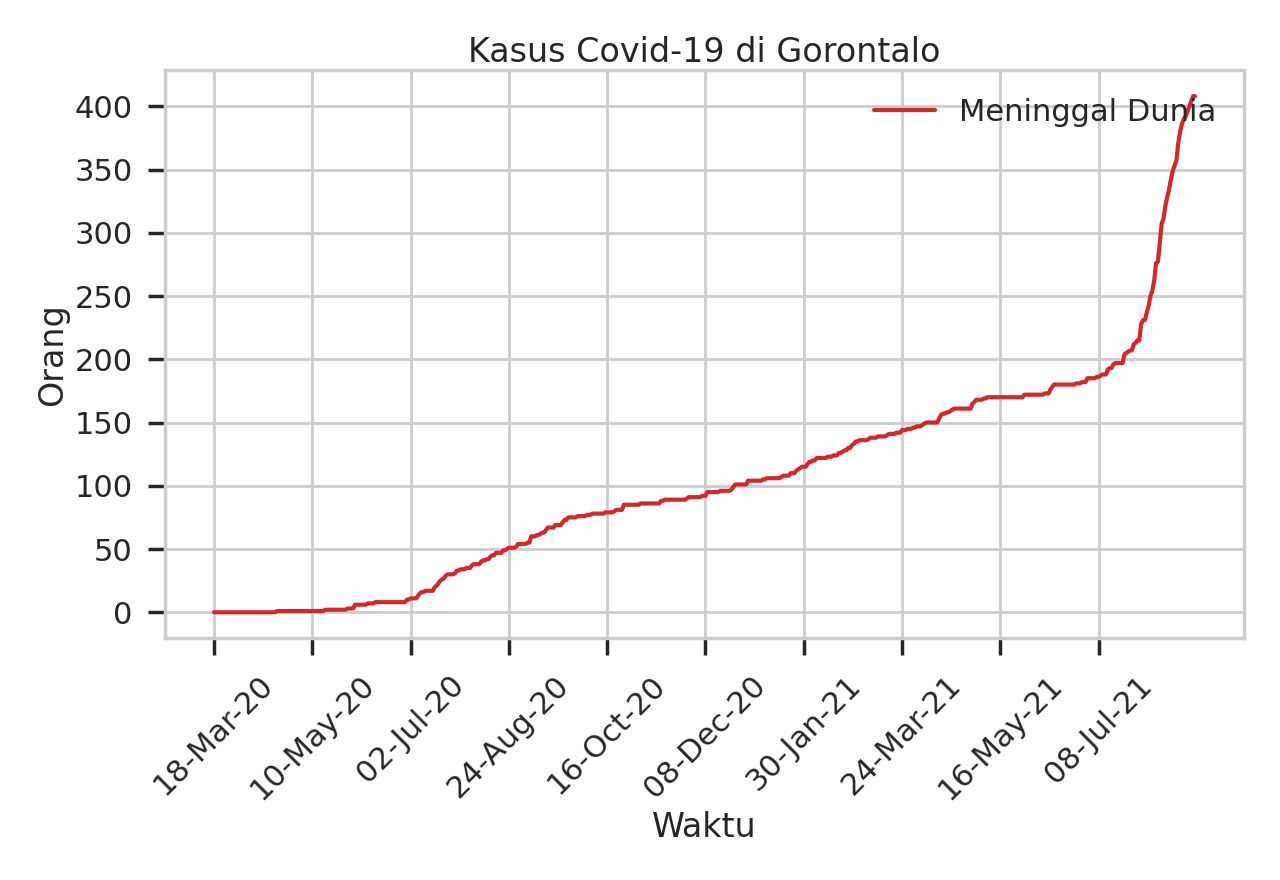 Kasus Covid-19 di Gorontalo
Meninggal Dunia
400
350
300
250
200
150
100
50
0
Orang
18-Mar-20
10-May-20
02-Jul-20
24-Aug-20
16-Oct-20
08-Dec-20
30-Jan-21
24-Mar-21
16-May-21
08-Jul-21
Waktu